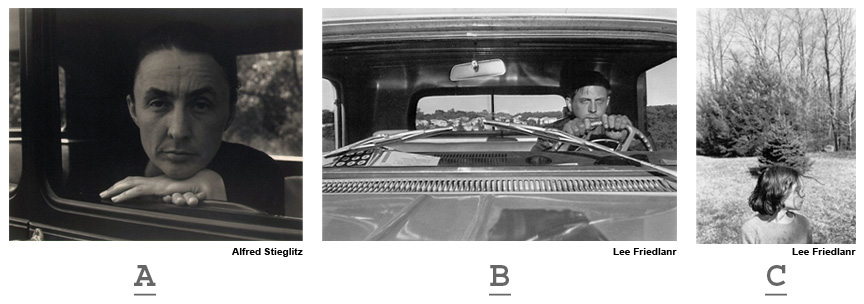 Alfred Stieglitz
Lee Friedlanr
Lee Friedlanr
A
B
C